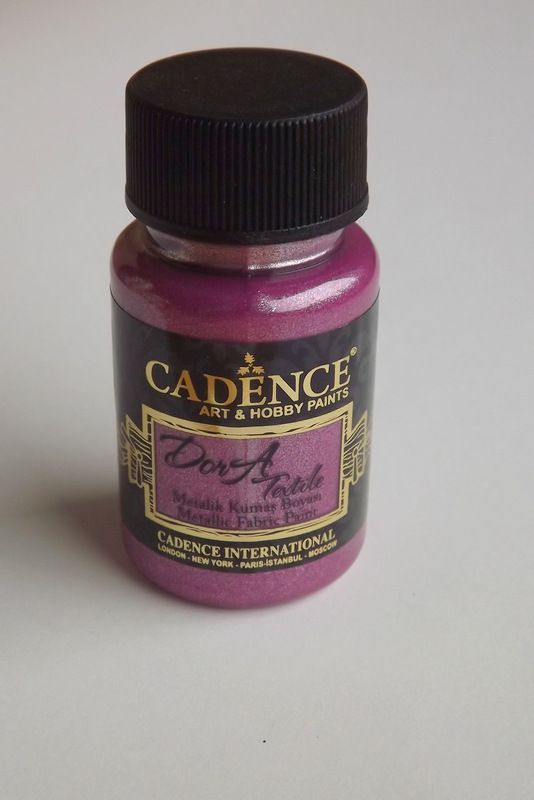 CADENCE®
ART & HOBBY PAINTS
DorA
Textile
Metalik Kumaş Boyası
Metallic Fabric Paint
CADENCE INTERNATIONAL
LONDON - NEW YORK - PARIS-İSTANBUL - MOSCOW